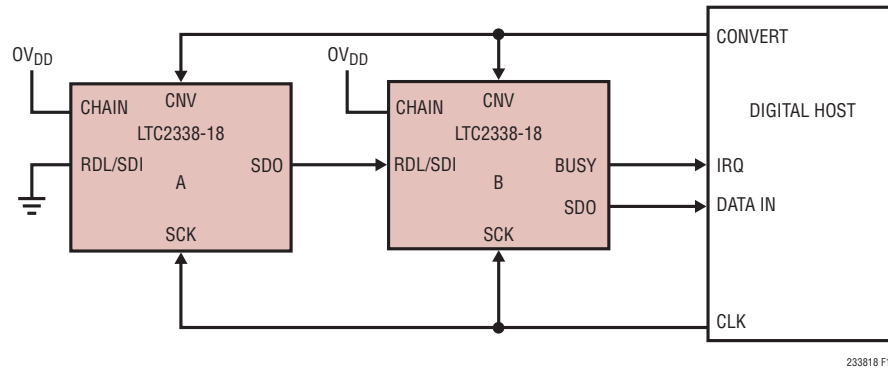 CONVERT
OVDD
OVDD
CHAIN
CNV
LTC2338-18
RDL/SDI
SDO
A
SCK
CHAIN
CNV
LTC2338-18
RDL/SDI
BUSY
B
SDO
SCK
DIGITAL HOST
IRQ
DATA IN
CLK
233818 F1